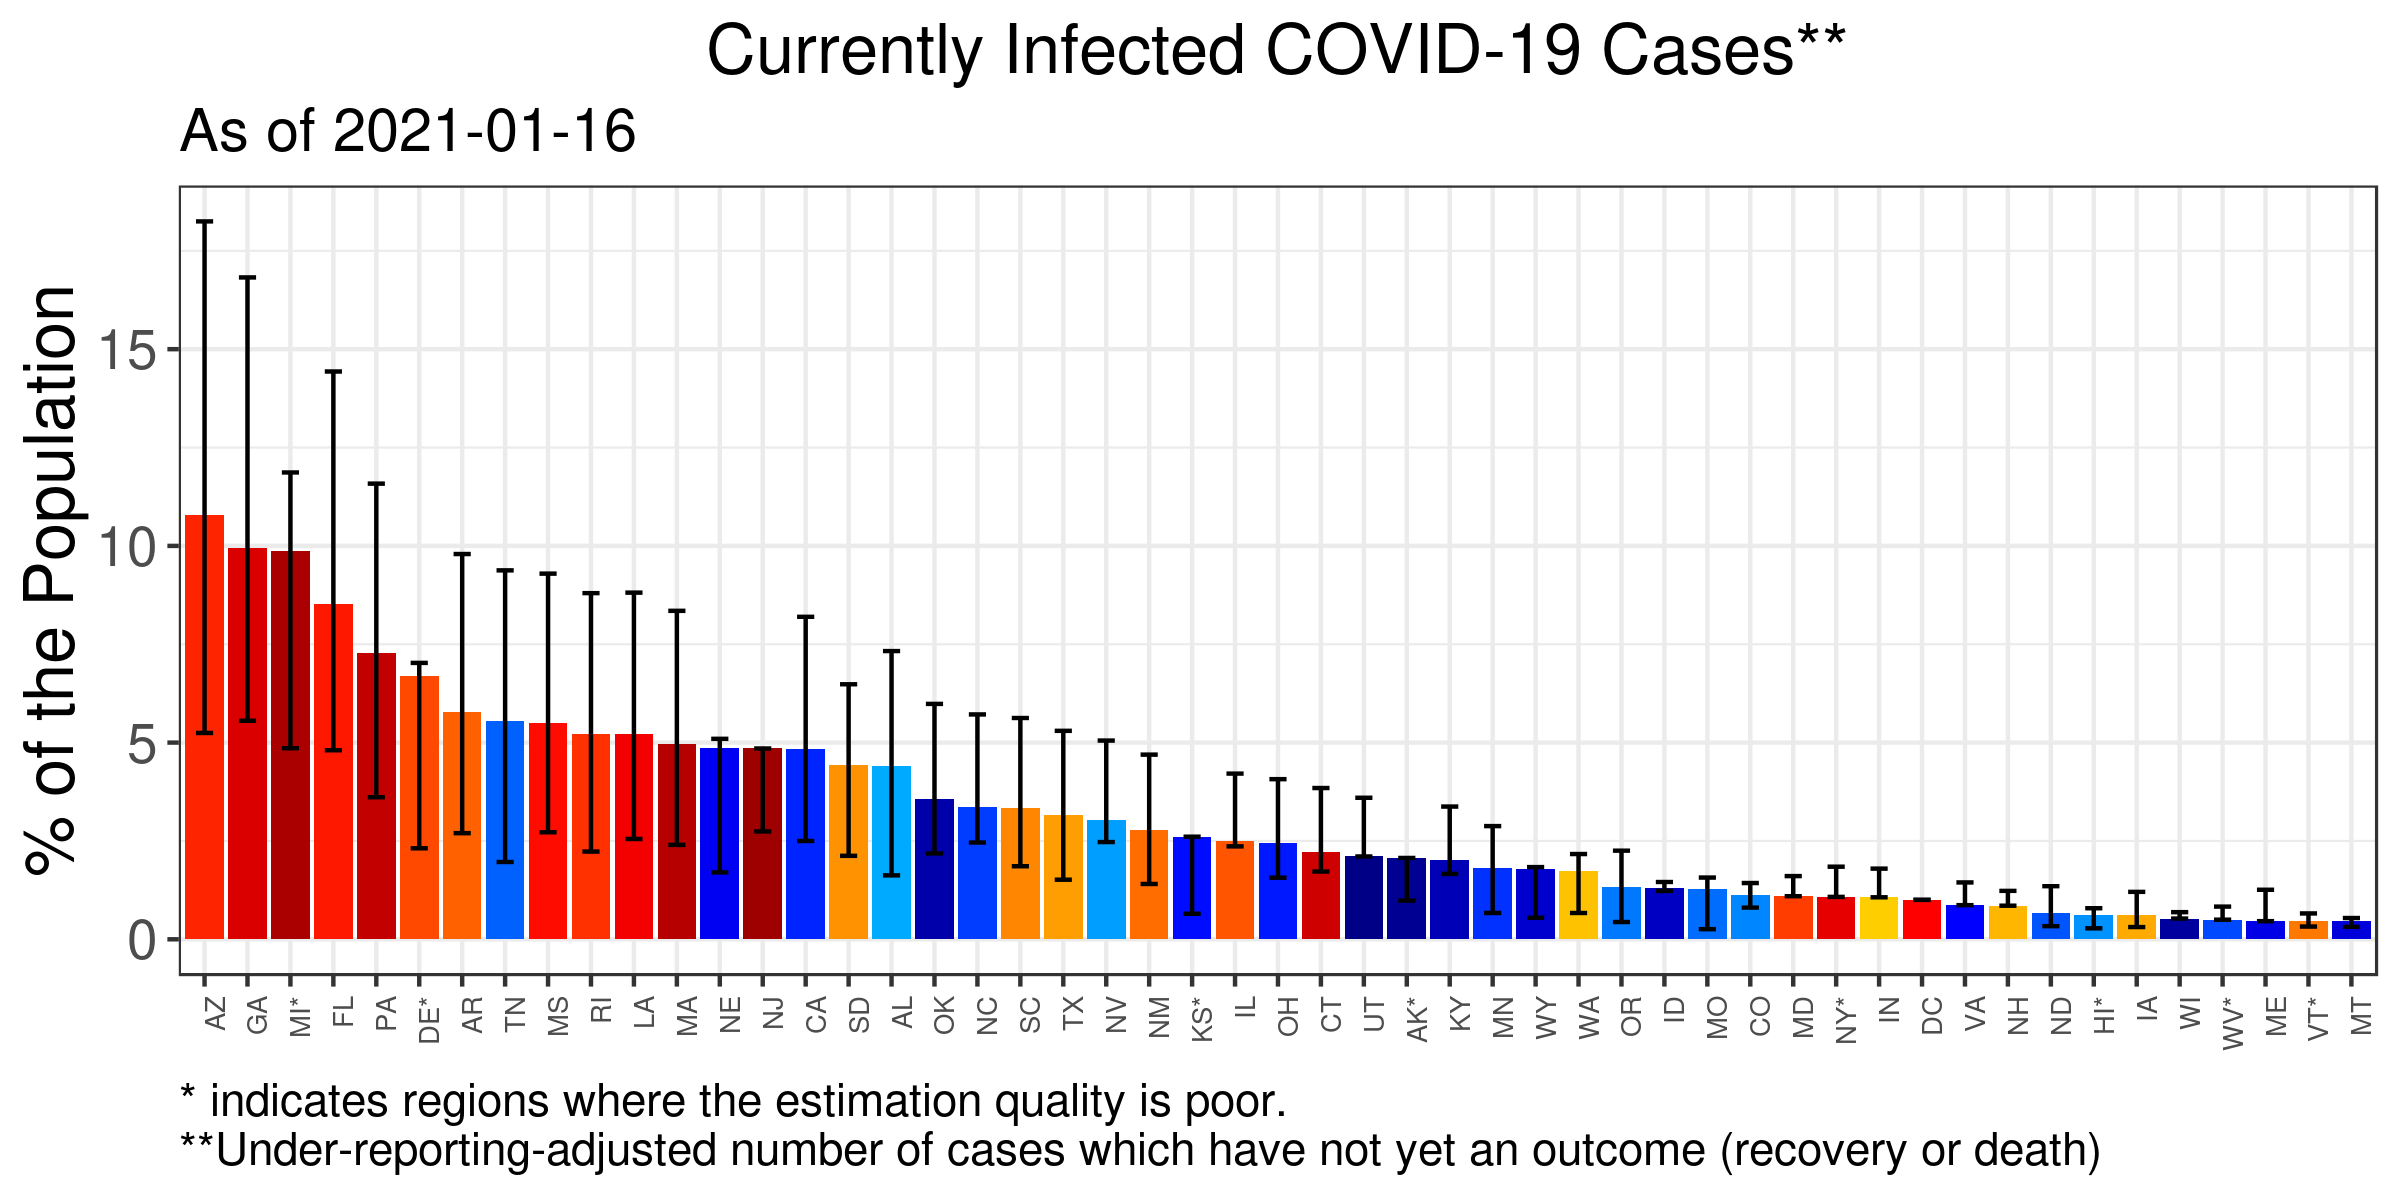 Currently Infected COVID-19 Cases**
As of 2021-01-16
% of the Population
15
10
5
0
AZ GA MI* FL PA DE* AR TN MS RI LA MA NE NJ CA SD AL OK NC SC TX NV NM KS* IL OH CT UT AK* KY MN WY WA OR ID MO CO MD NY* IN DC VA NH ND HI* IA WI WV* ME VT* MT
* indicates regions where the estimation quality is poor.
**Under-reporting-adjusted number of cases which have not yet an outcome (recovery or death)